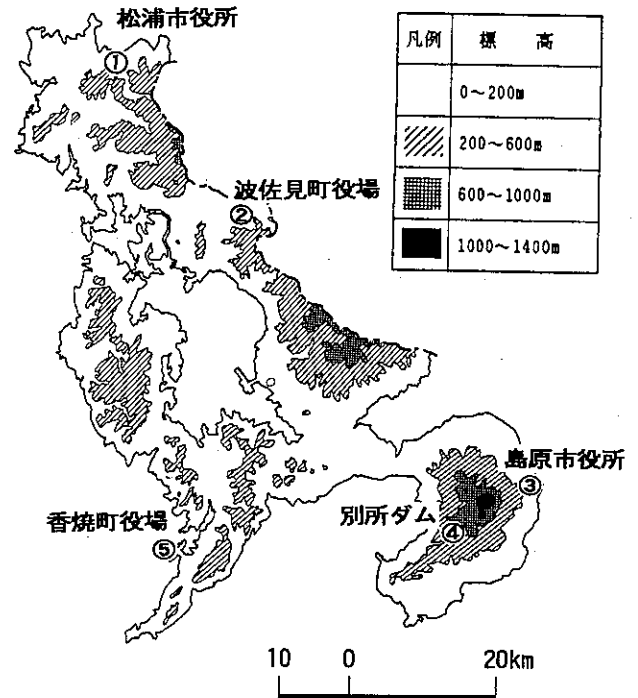 松浦市役所
①
凡例 標高
0~200m
200~600m
600~1000m
1000~1400m
波佐見町役場
②
島原市役所
③
別所ダム
④
香焼町役場
⑤
10 0 20km